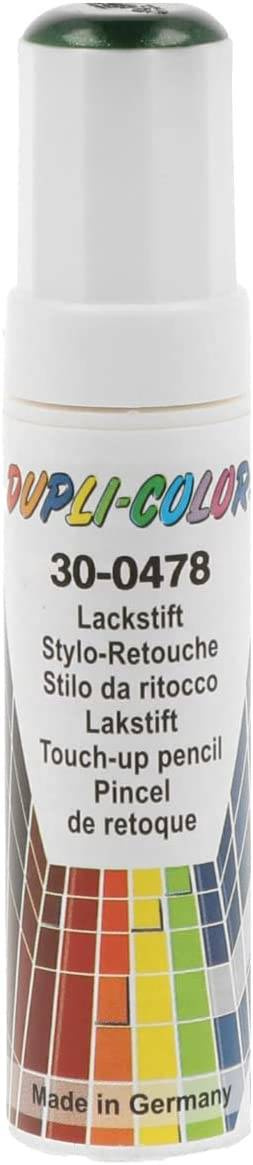 DUPLI-COLOR
30-0478
Lackstift
Stylo-Retouche
Stilo da ritocco
Lakstift
Touch-up pencil
Pincel
de retoque
Made in Germany